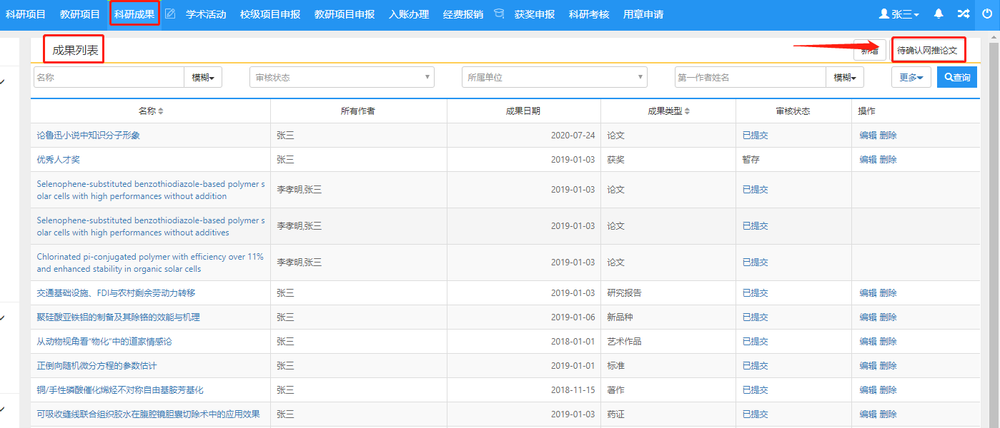 科研项目 教研项目 科研成果 学术活动 校级项目申报 教研项目申报 入账办理 经费报销 获奖申报 科研考核 用章申请 张三
成果列表 新增 待确认网推论文
名称 模糊 审核状态 所属单位 第一作者姓名 模糊 更多 查询
名称 所有作者 成果日期 成果类型 审核状态 操作
论鲁迅小说中知识分子形象 张三 2020-07-24 论文 已提交 编辑 删除
优秀人才奖 张三 2019-01-03 获奖 暂存 编辑 删除
Selenophene-substituted benzothiodiazole-based polymer s
olar cells with high performances without addition 李孝明,张三 2019-01-03 论文 已提交
Selenophene-substituted benzothiodiazole-based polymer s
olar cells with high performances without additives 李孝明,张三 2019-01-03 论文 已提交
Chlorinated pi-conjugated polymer with efficiency over 11%
and enhanced stability in organic solar cells 李孝明,张三 2019-01-03 论文 已提交
交通基础设施、FDI与农村剩余劳动力转移 张三 2019-01-03 研究报告 已提交 编辑 删除
聚硅酸亚铁铝的制备及其除铬的效能与机理 张三 2019-01-06 新品种 已提交 编辑 删除
从动物视角看"物化"中的道家情感论 张三 2018-01-01 艺术作品 已提交 编辑 删除
正倒向随机微分方程的参数估计 张三 2019-01-01 标准 已提交 编辑 删除
铜/手性磷酸催化烯烃不对称自由基胺芳基化 张三 2018-11-15 著作 已提交 编辑 删除
可吸收缝线联合组织胶水在腹腔镜胆囊切除术中的应用效果 张三 2019-01-03 药证 已提交 编辑 删除